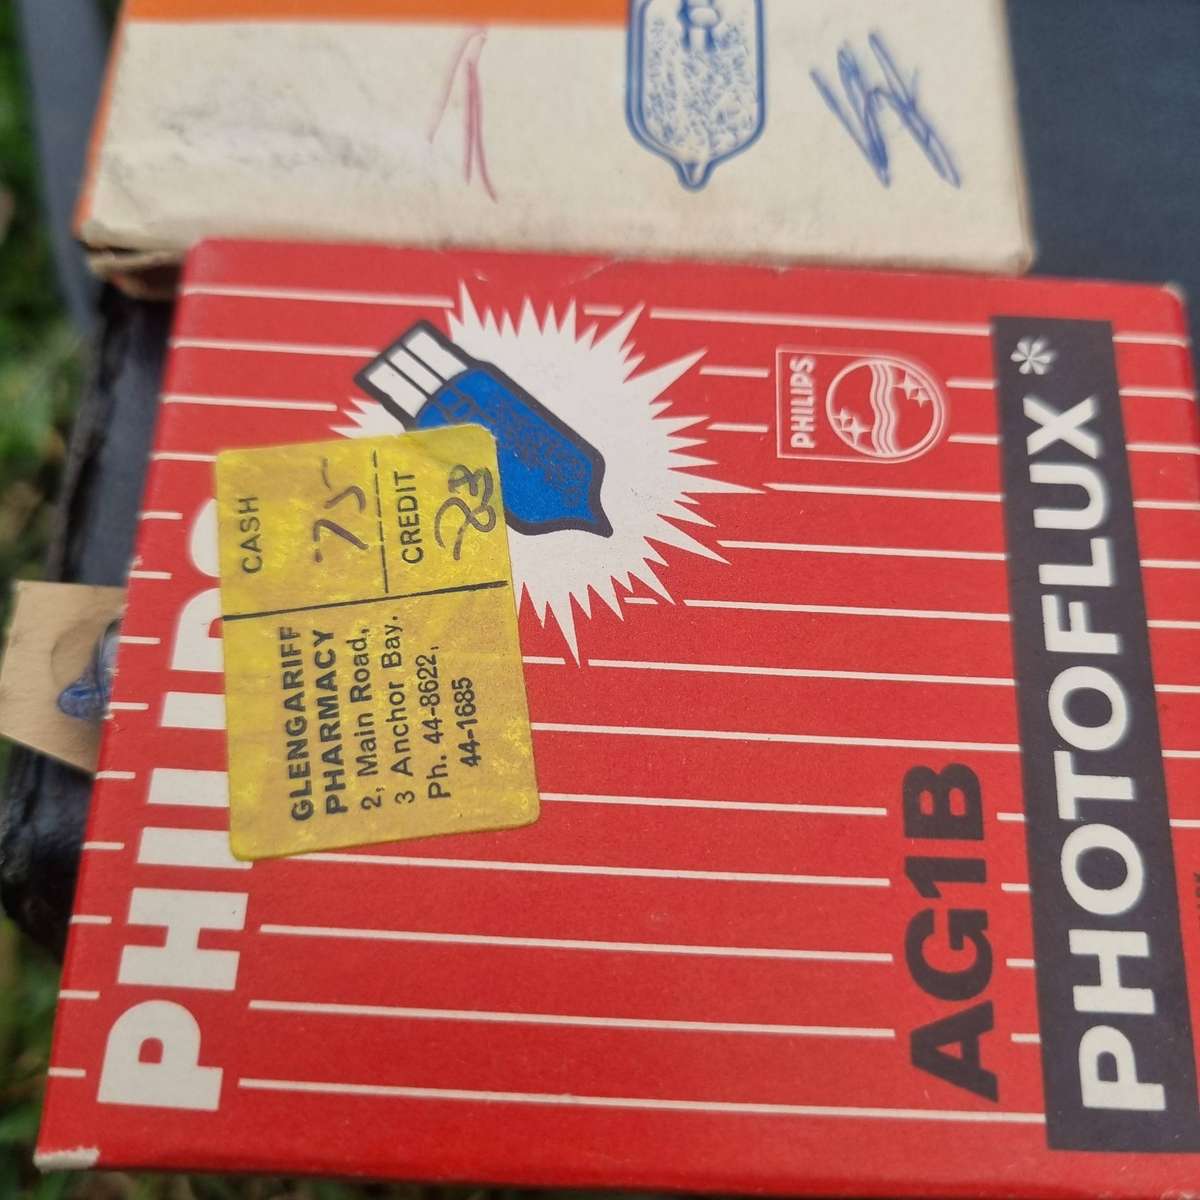 PHILIPS
CASH
75
CREDIT
83
GLENGARIFF
PHARMACY
2, Main Road,
3 Anchor Bay.
Ph. 44-8622,
44-1685
PHILIPS
AG1B
PHOTOFLUX*